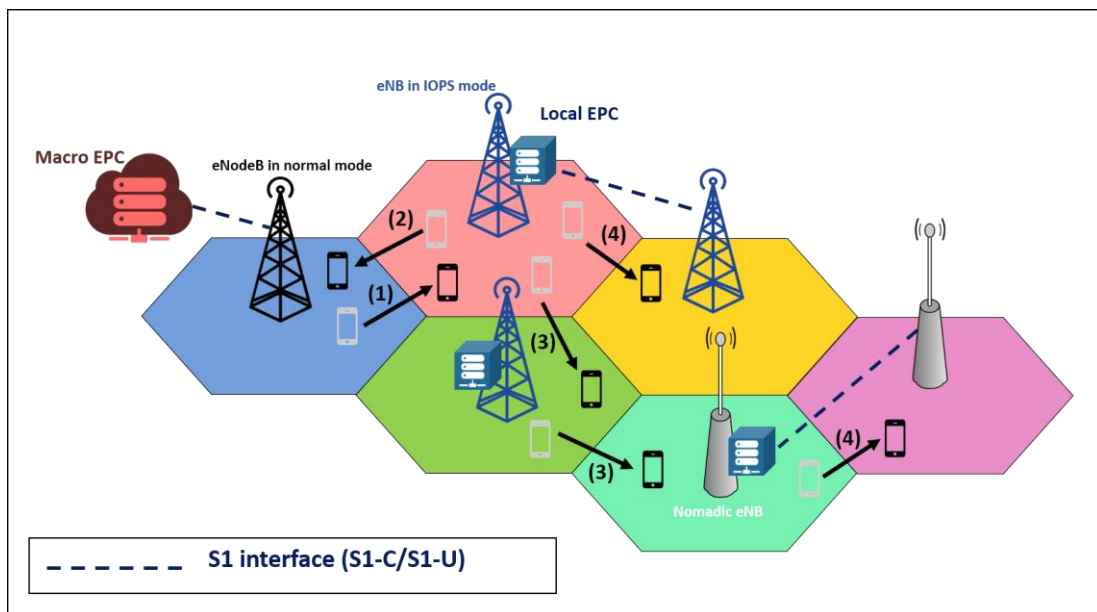 eNB in IOPS mode
Local EPC
Macro EPC
eNodeB in normal mode
(2)
(4)
(1)
(3)
(4)
(3)
Nomadic eNB
S1 interface (S1-C/S1-U)